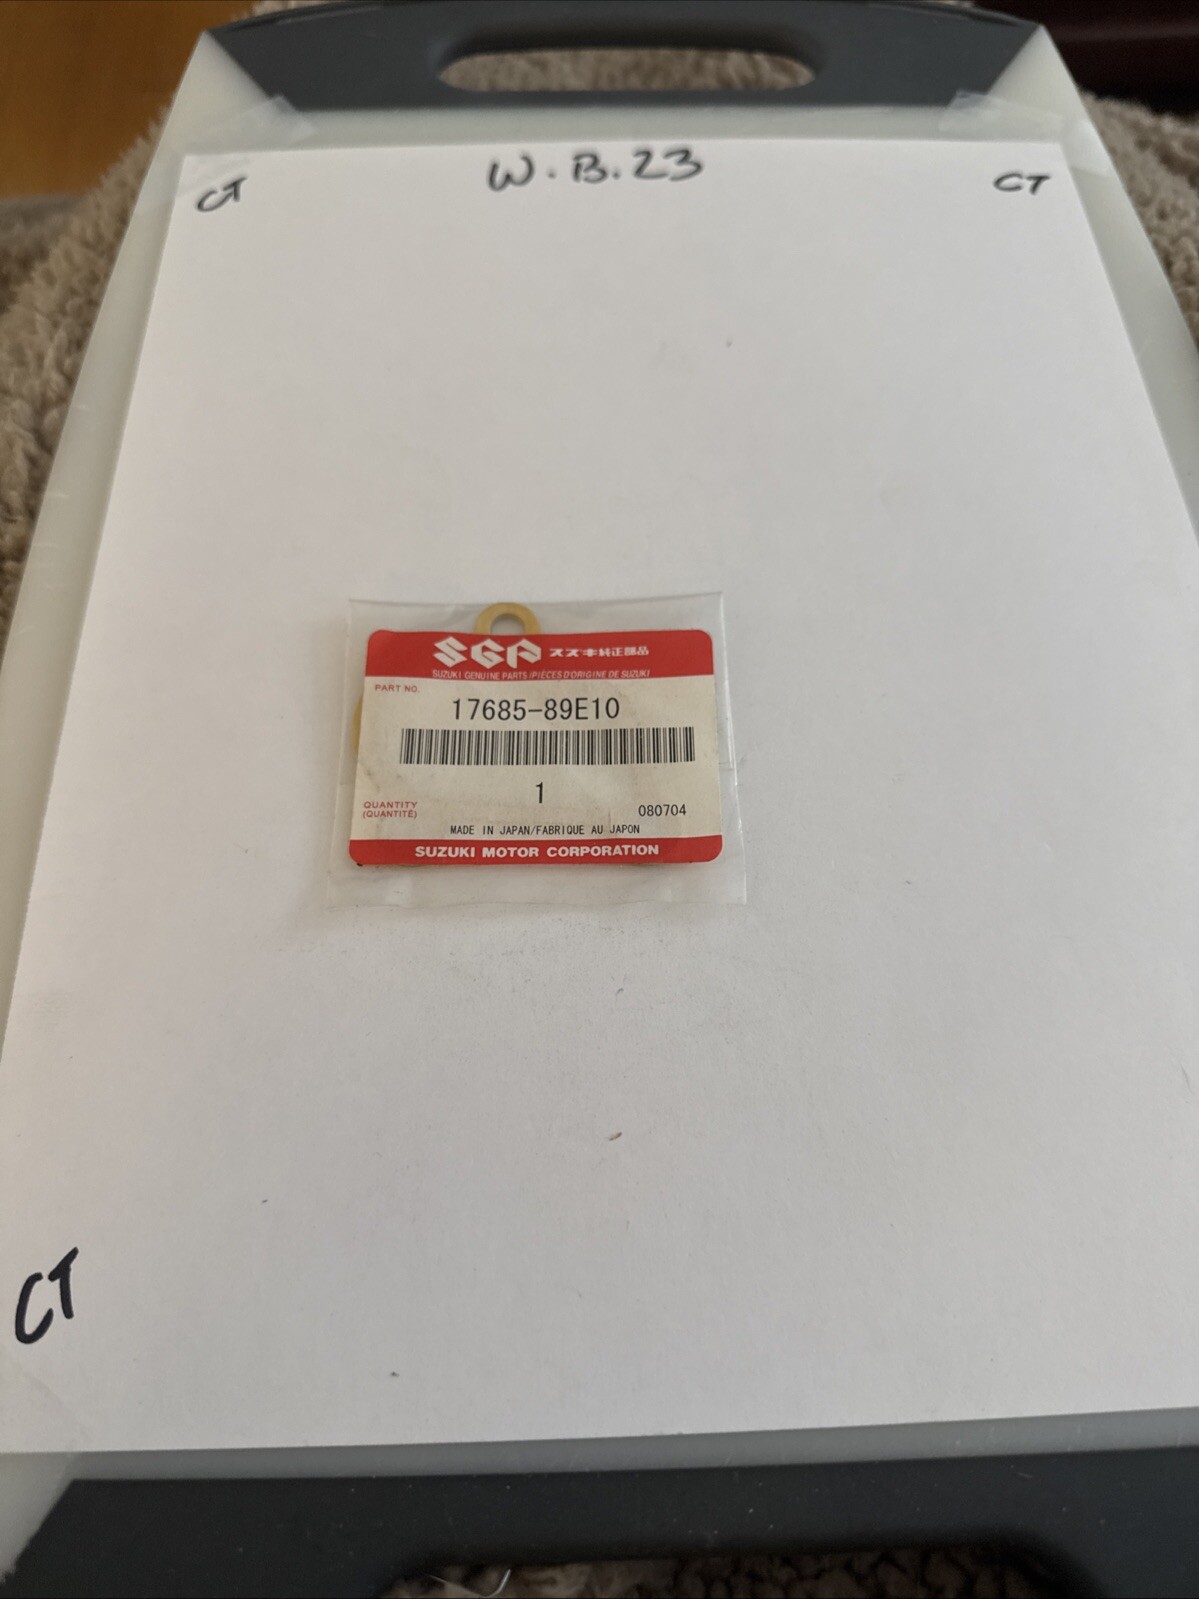 CT
W.B.23
CT
SGP スズキ純正部品
SUZUKI GENUINE PARTS (PIÈCES D'ORIGINE DE SUZUKI)
PART NO.
17685-89E10
1
QUANTITY
(QUANTITÉ)
080704
MADE IN JAPAN/FABRIQUE AU JAPON
SUZUKI MOTOR CORPORATION
CT